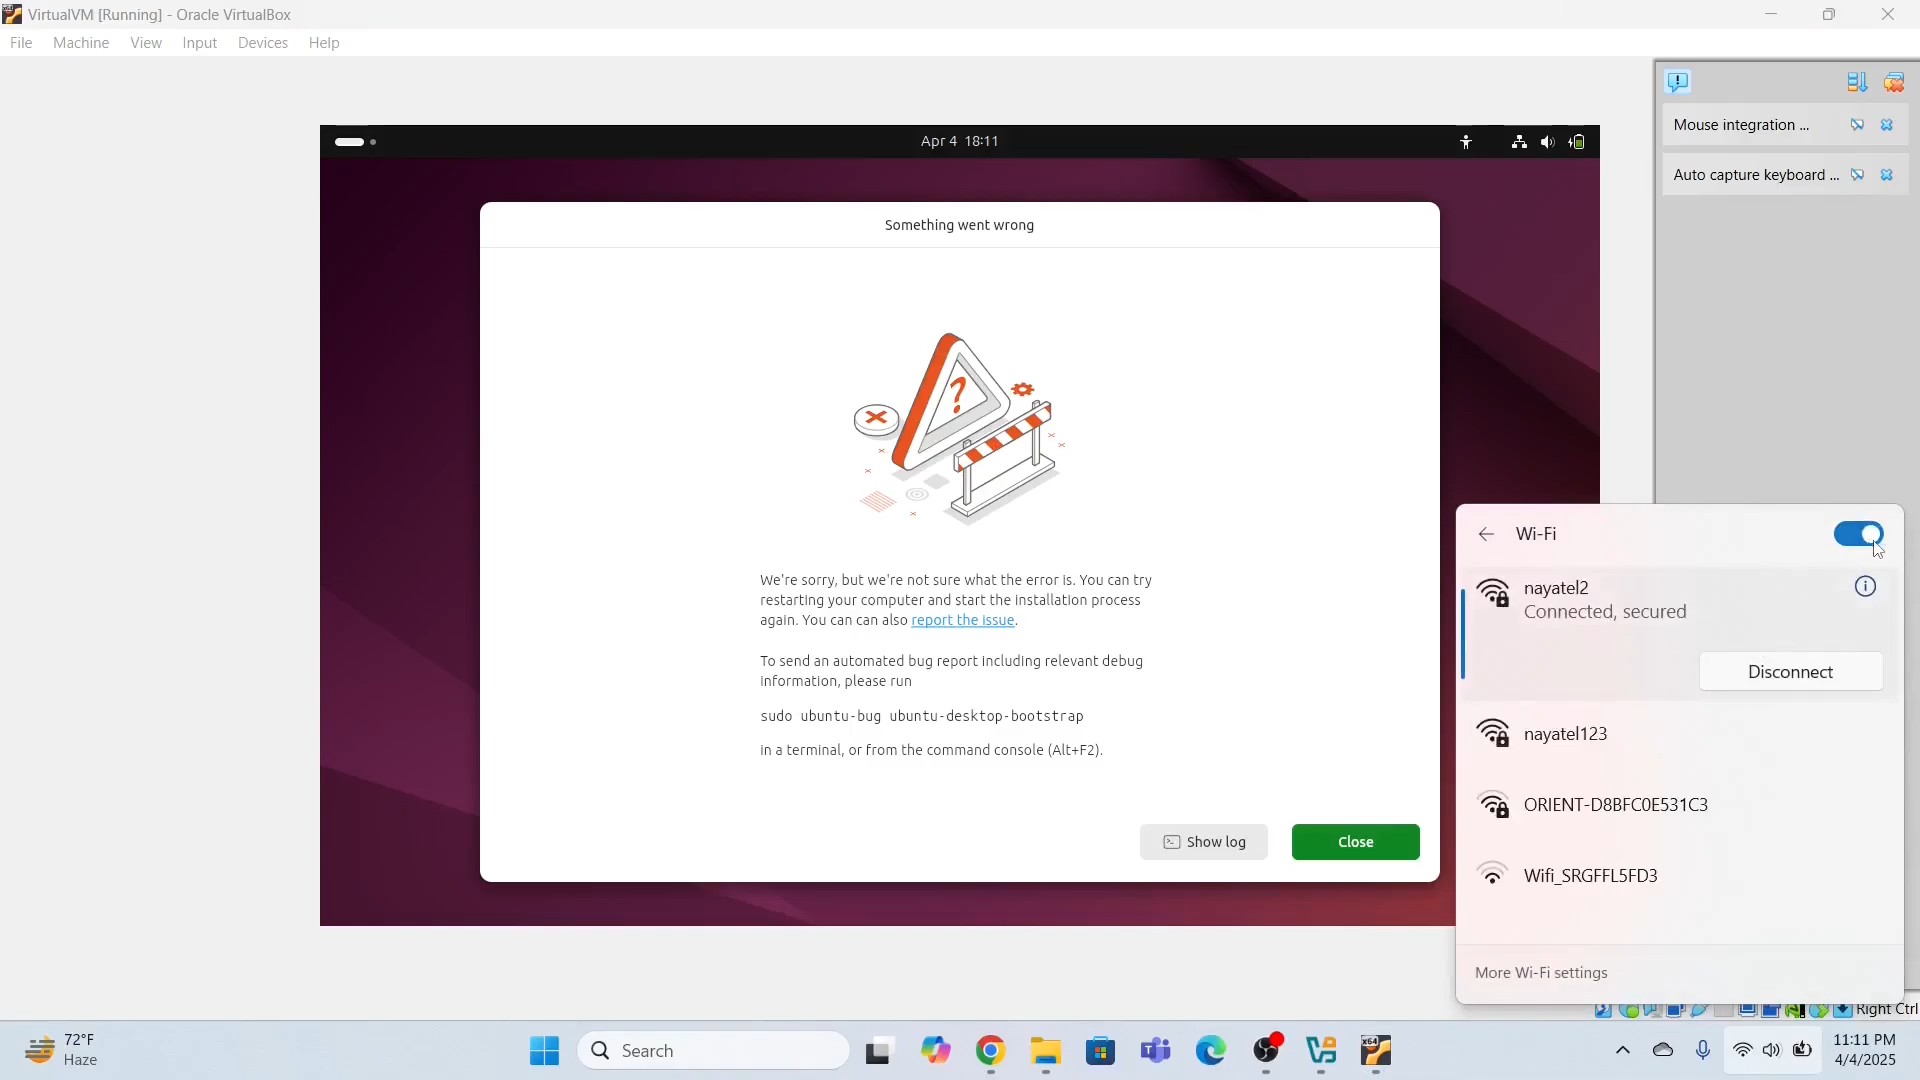 VirtualVM [Running] - Oracle VirtualBox
File Machine View Input Devices Help
Mouse integration ...
Auto capture keyboard ...
Apr 4 18:11
Something went wrong
We're sorry, but we're not sure what the error is. You can try
restarting your computer and start the installation process
again. You can can also report the issue.
To send an automated bug report including relevant debug
information, please run
sudo ubuntu-bug ubuntu-desktop-bootstrap
in a terminal, or from the command console (Alt+F2).
Show log
Close
Wi-Fi
nayatel2
Connected, secured
Disconnect
nayatel123
ORIENT-D8BFC0E531C3
Wifi_SRGFFL5FD3
More Wi-Fi settings
Right Ctrl
72°F
Haze
Search
11:11 PM
4/4/2025